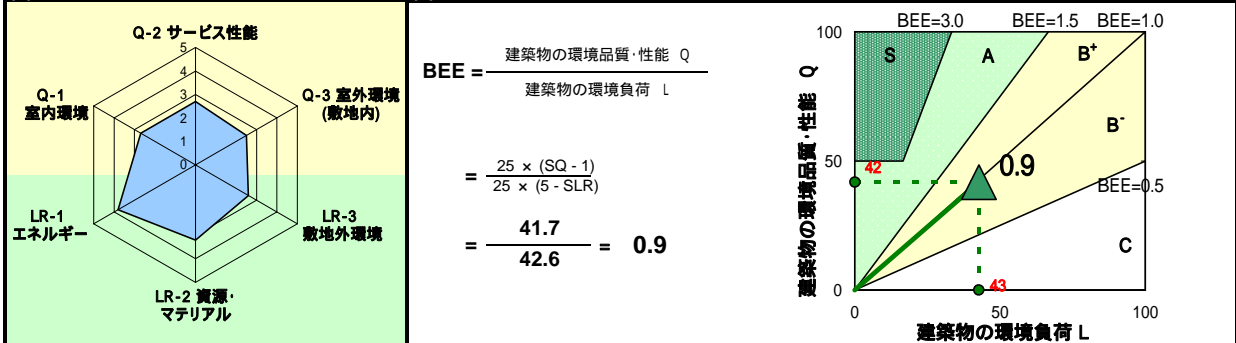 Q-2 サービス性能
5
4
3
2
1
0
Q-1
室内環境
Q-3 室外環境
(敷地内)
LR-1
エネルギー
LR-3
敷地外環境
LR-2 資源・
マテリアル
BEE = 建築物の環境品質・性能 Q
建築物の環境負荷 L
= 25 × (SQ - 1)
25 × (5 - SLR)
= 41.7
42.6
= 0.9
BEE=3.0 BEE=1.5 BEE=1.0
100
S A B+
B-
50
42
0.9
BEE=0.5
C
0
43
0 50 100
建築物の環境品質・性能 Q
建築物の環境負荷 L